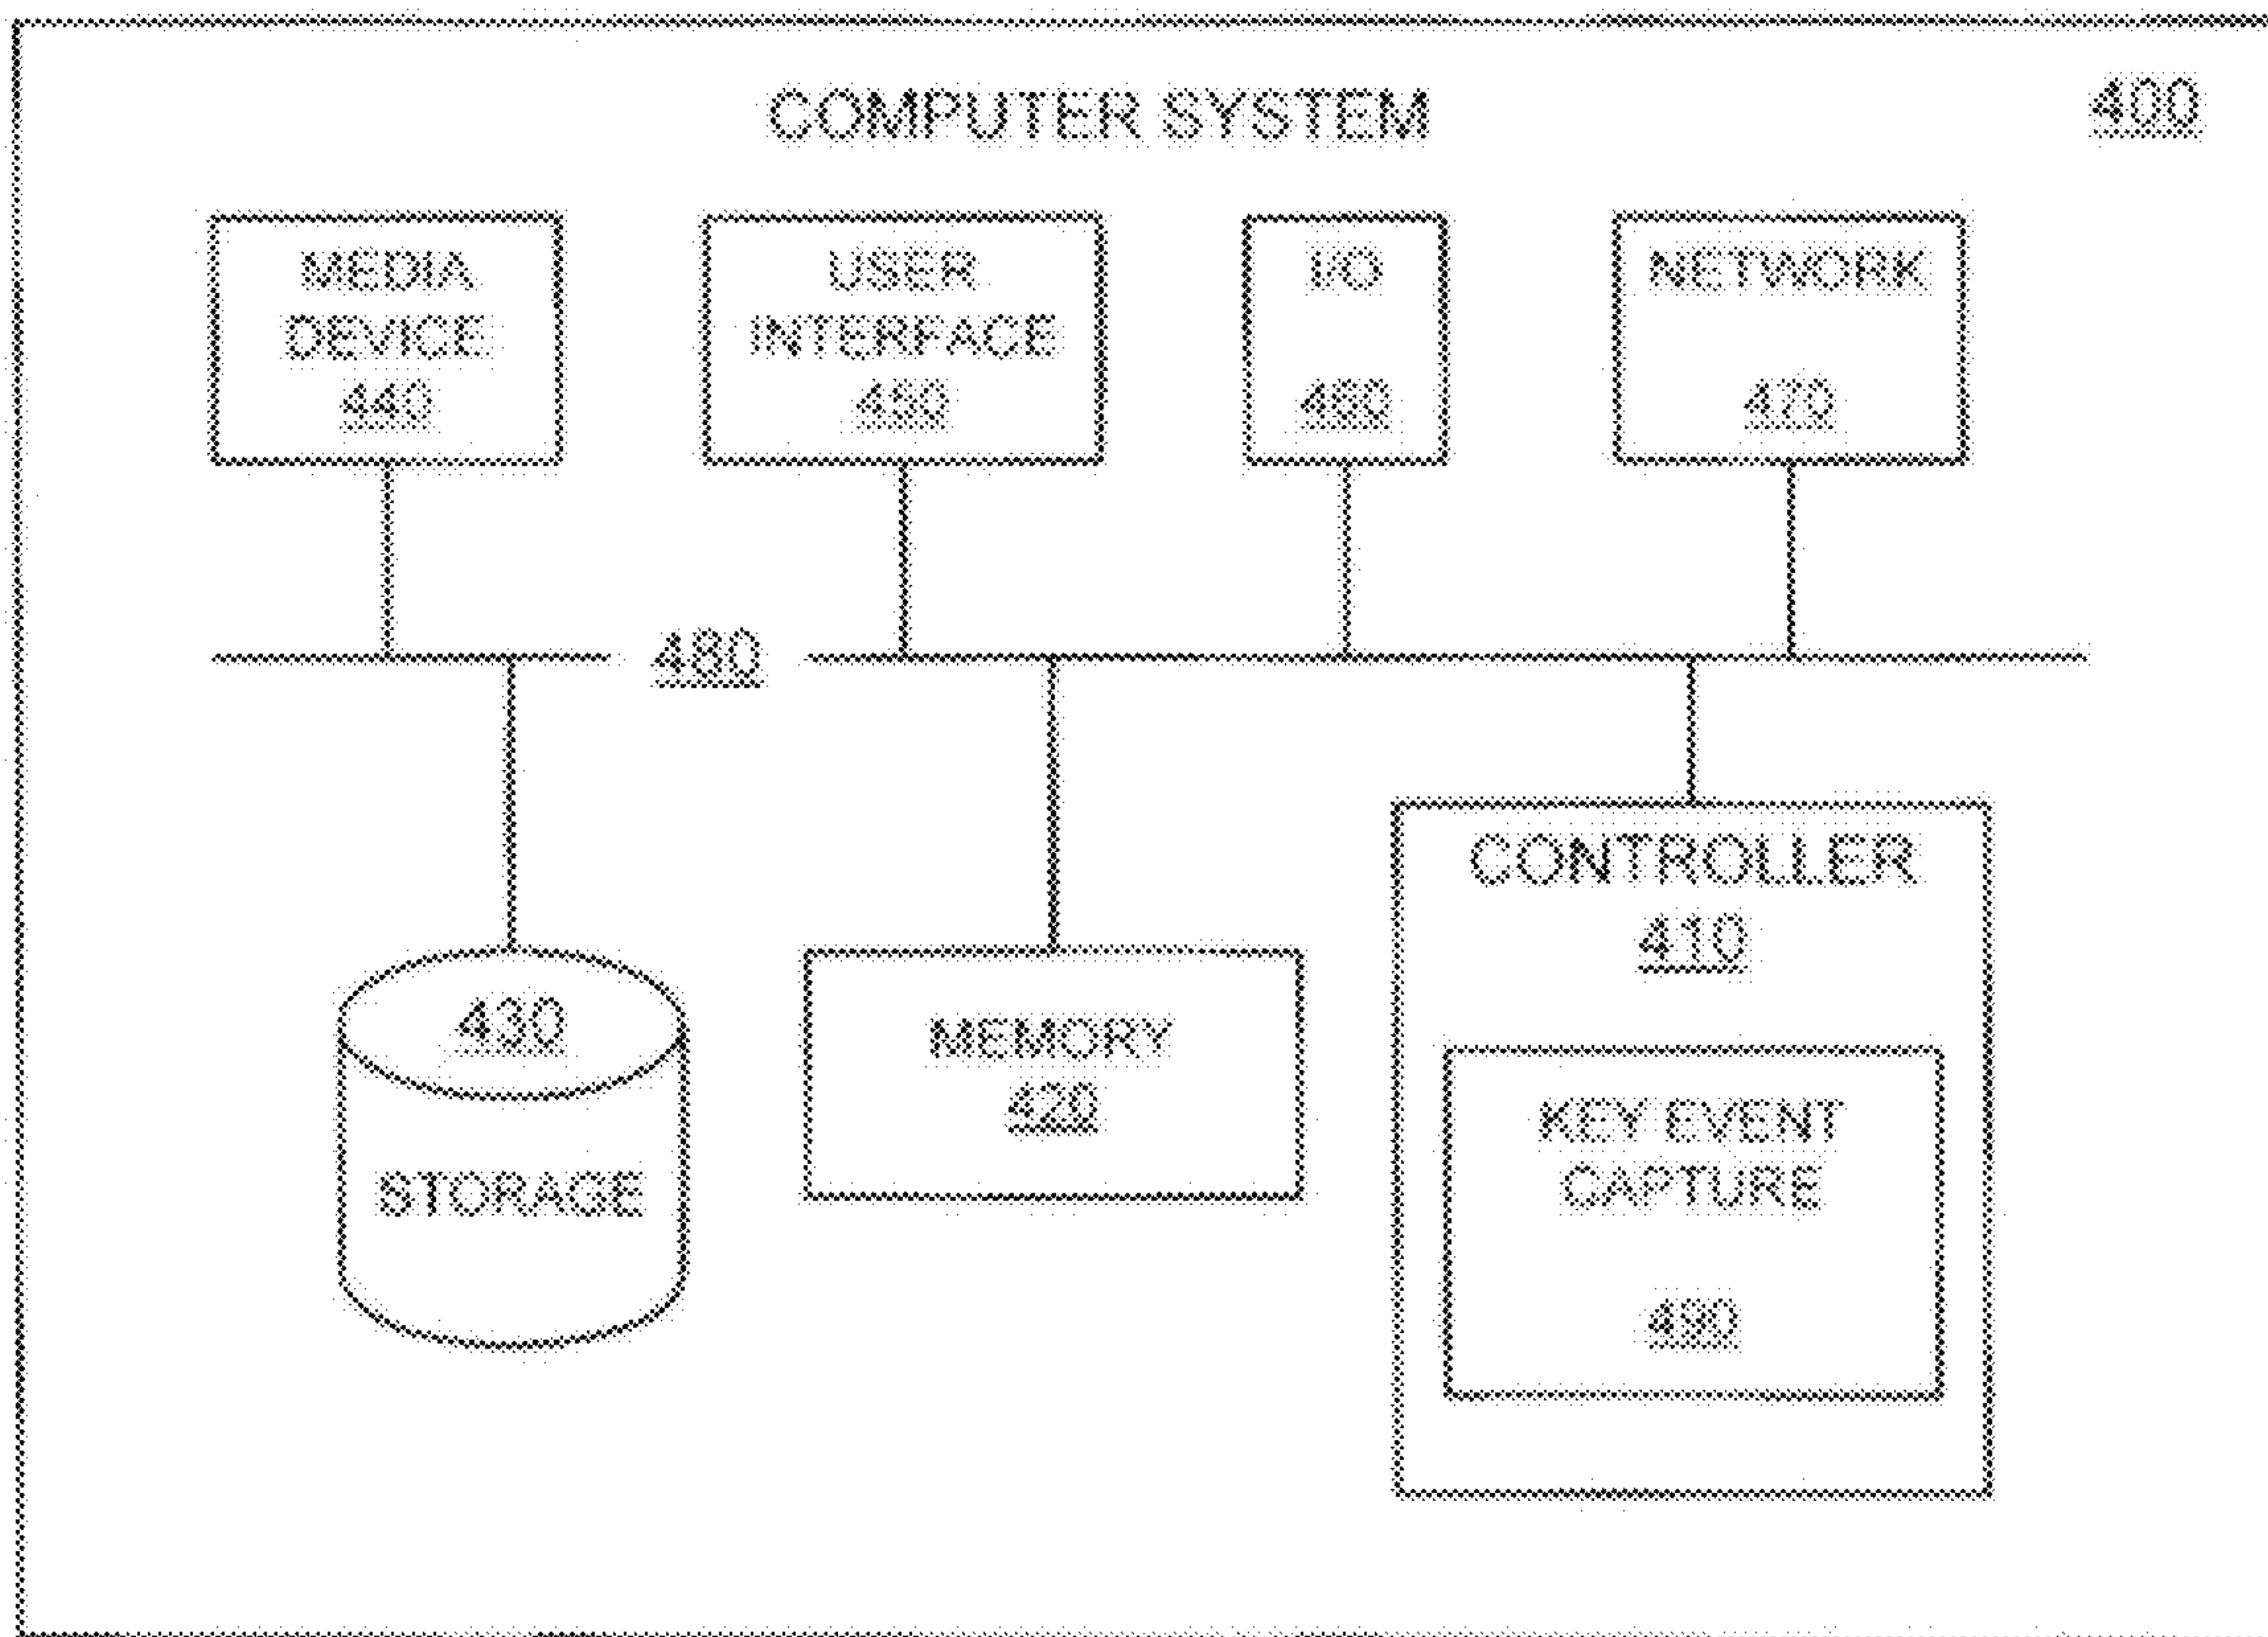 COMPUTER SYSTEM
400
MEDIA
DEVICE
440
USER
INTERFACE
450
I/O
460
NETWORK
470
480
430
STORAGE
MEMORY
420
CONTROLLER
410
KEY EVENT
CAPTURE
490